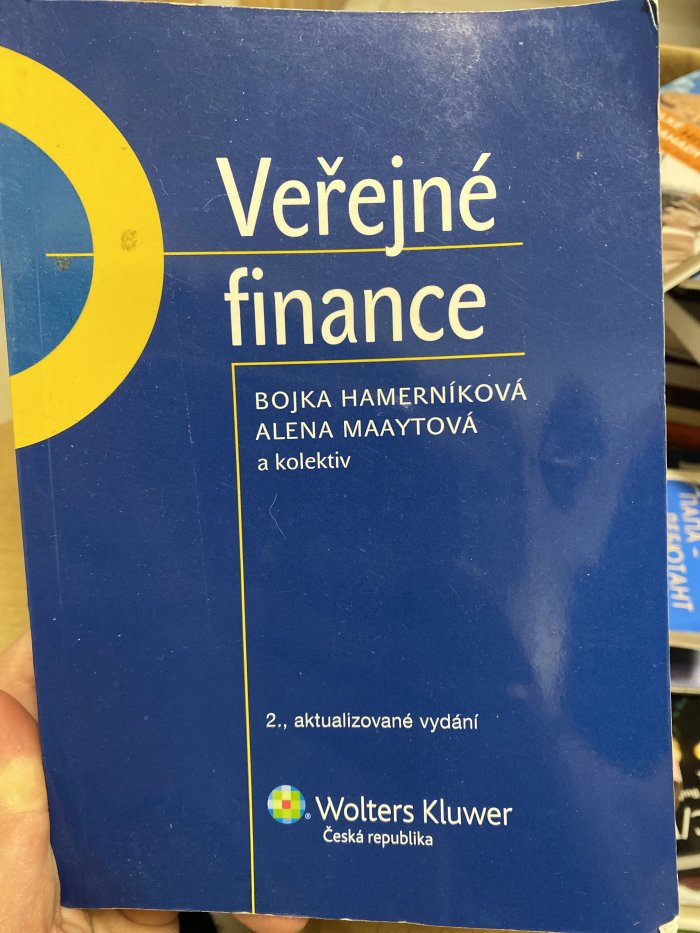 Veřejné
finance
BOJKA HAMERNÍKOVÁ
ALENA MAAYTOVÁ
a kolektiv
2., aktualizované vydání
Wolters Kluwer
Česká republika